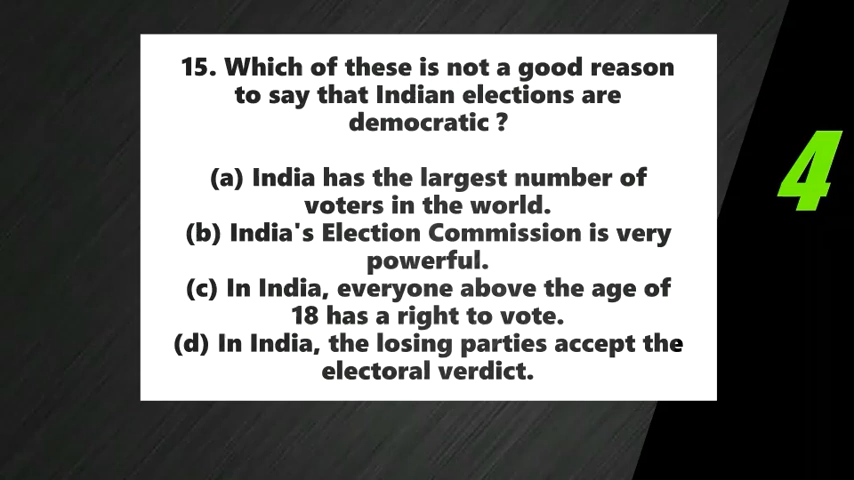 15. Which of these is not a good reason
to say that Indian elections are
democratic ?
(a) India has the largest number of
voters in the world.
(b) India's Election Commission is very
powerful.
(c) In India, everyone above the age of
18 has a right to vote.
(d) In India, the losing parties accept the
electoral verdict.
4